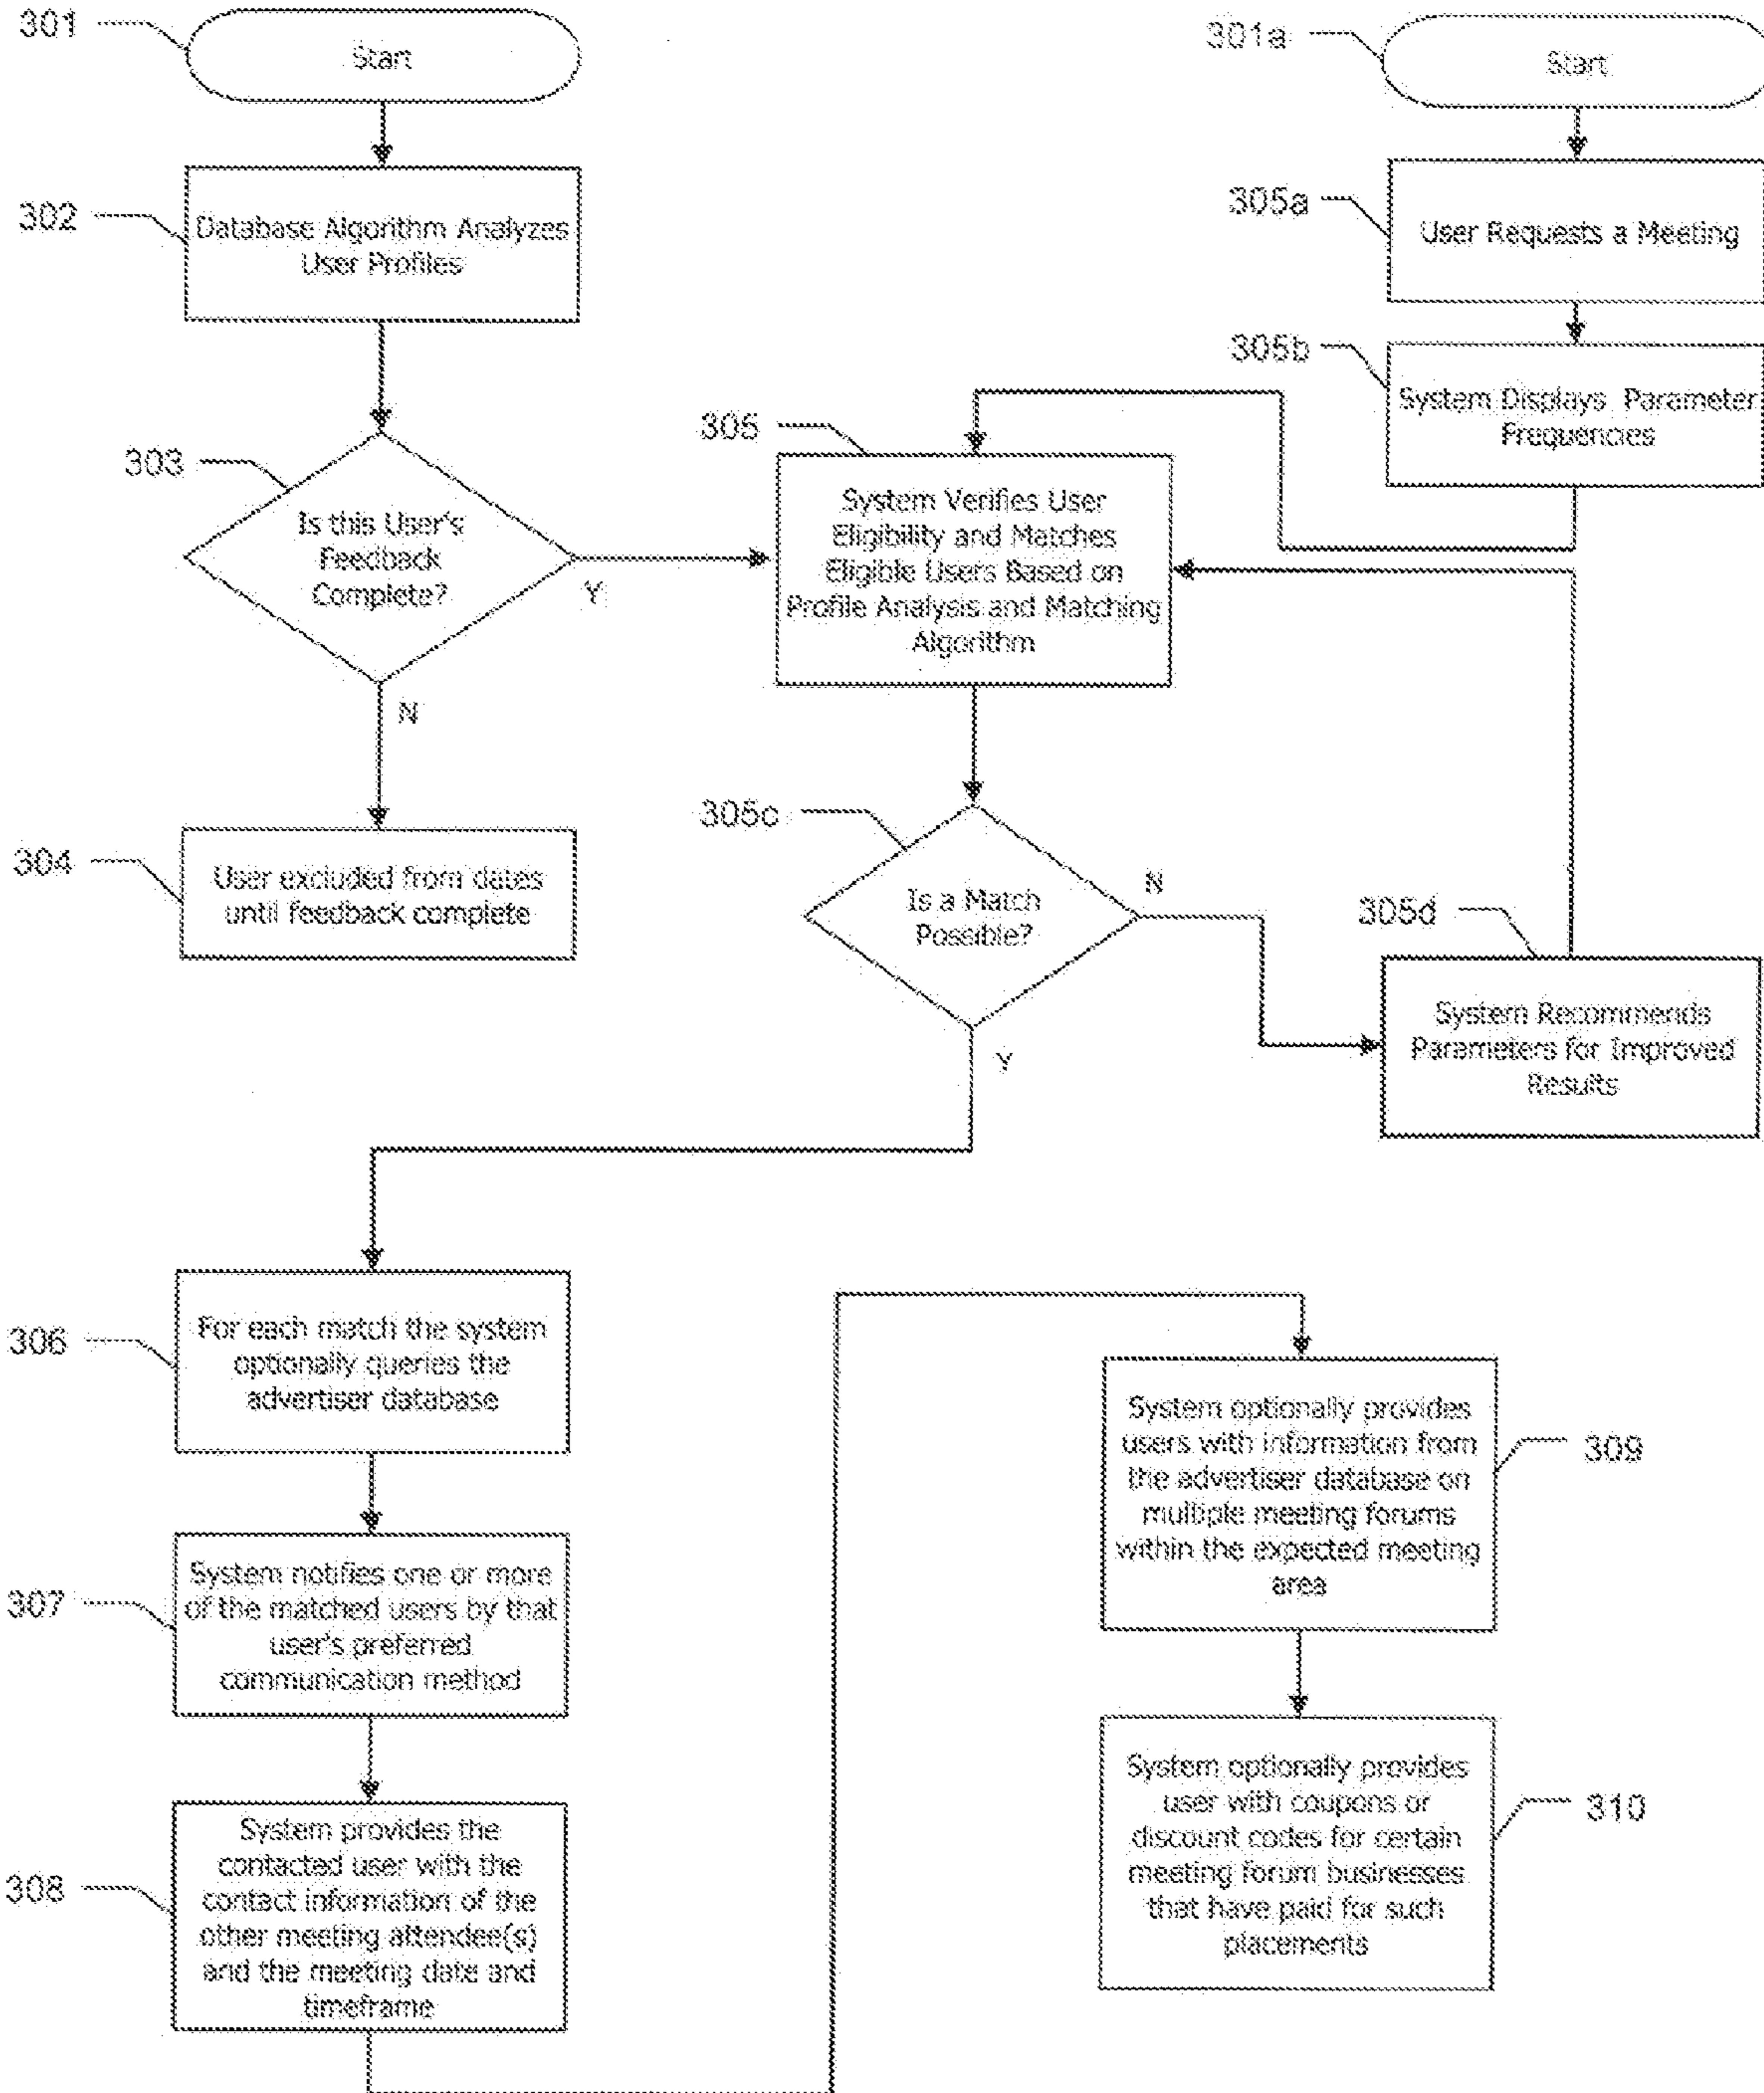 301
Start
302
Database Algorithm Analyzes
User Profiles
303
Is this User's
Feedback
Complete?
Y
N
304
User excluded from dates
until feedback complete
301a
Start
305a
User Requests a Meeting
305b
System Displays Parameter
Frequencies
305
System Verifies User
Eligibility and Matches
Eligible Users Based on
Profile Analysis and Matching
Algorithm
305c
Is a Match
Possible?
N
Y
305d
System Recommends
Parameters for Improved
Results
306
For each match the system
optionally queries the
advertiser database
307
System notifies one or more
of the matched users by that
user's preferred
communication method
308
System provides the
contacted user with the
contact information of the
other meeting attendee(s)
and the meeting date and
timeframe
System optionally provides
users with information from
the advertiser database on
multiple meeting forums
within the expected meeting
area
309
System optionally provides
user with coupons or
discount codes for certain
meeting forum businesses
that have paid for such
placements
310